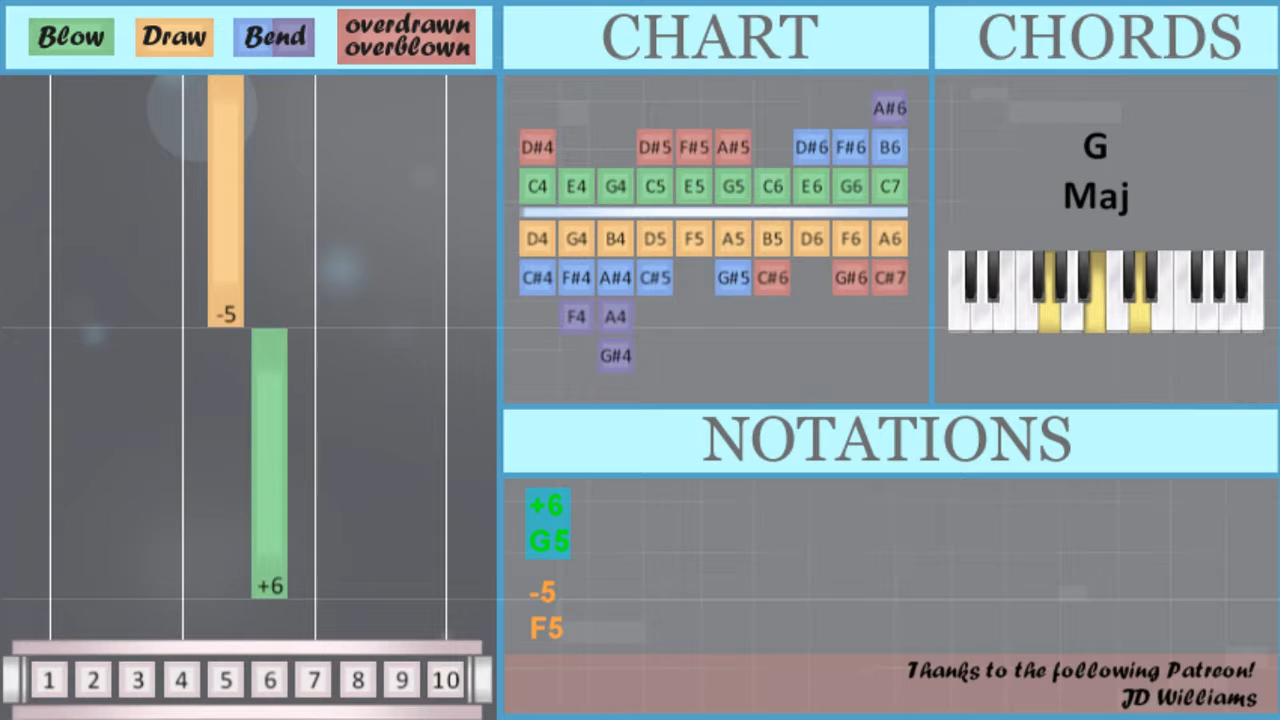 Blow Draw Bend overdrawn
overblown
CHART
CHORDS
A#6
D#4 D#5 F#5 A#5 D#6 F#6 B6
C4 E4 G4 C5 E5 G5 C6 E6 G6 C7
D4 G4 B4 D5 F5 A5 B5 D6 F6 A6
C#4 F#4 A#4 C#5 G#5 C#6 G#6 C#7
F4 A4
G#4
G
Maj
-5
+6
1 2 3 4 5 6 7 8 9 10
NOTATIONS
+6
G5
-5
F5
Thanks to the following Patreon!
JD Williams